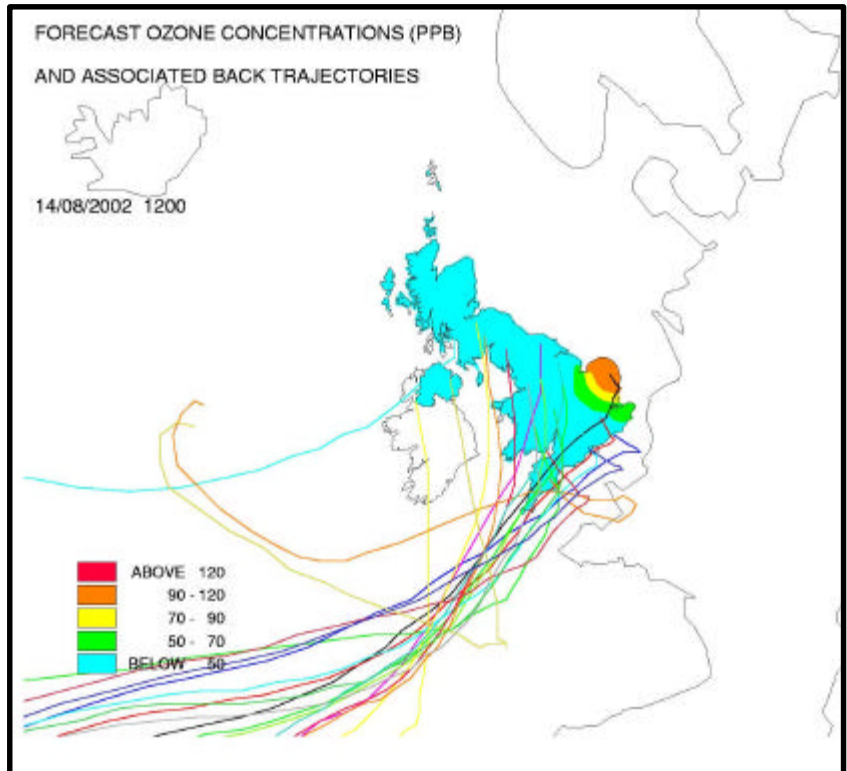 FORECAST OZONE CONCENTRATIONS (PPB)
AND ASSOCIATED BACK TRAJECTORIES
14/08/2002 1200
ABOVE 120
90 - 120
70 - 90
50 - 70
BELOW 50